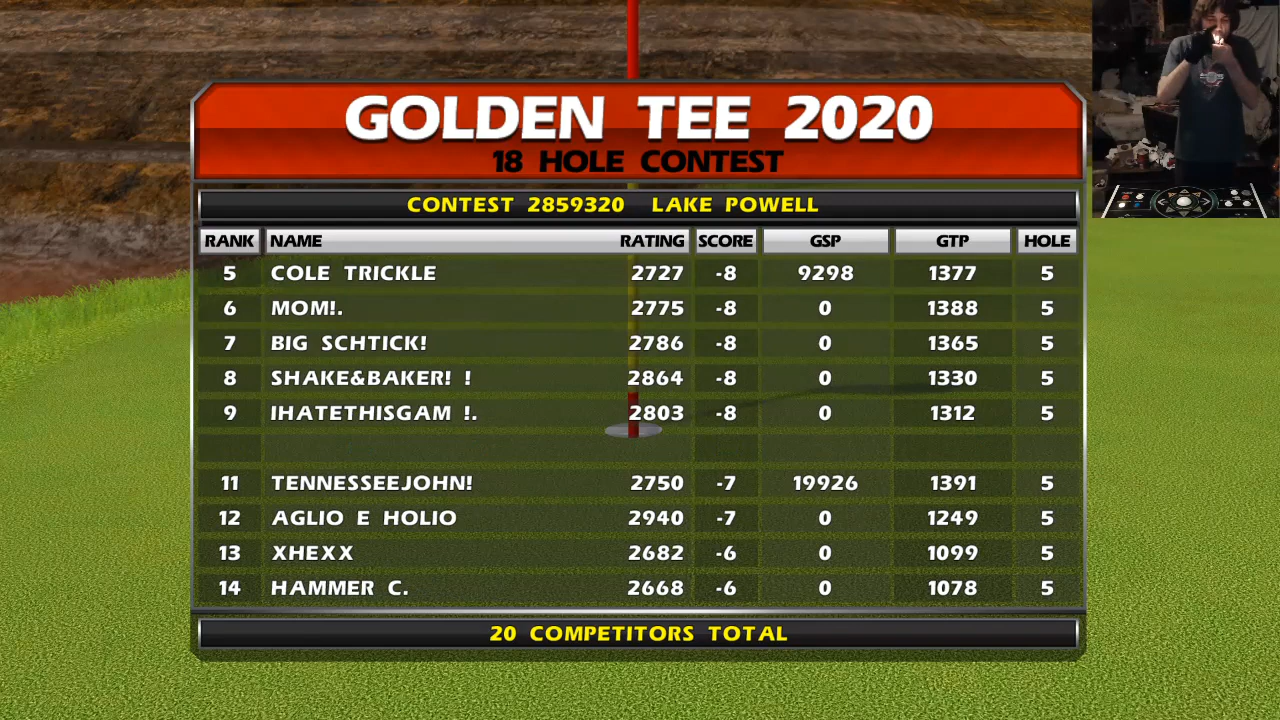 GOLDEN TEE 2020
18 HOLE CONTEST
CONTEST 2859320 LAKE POWELL
RANK NAME RATING SCORE GSP GTP HOLE
5 COLE TRICKLE 2727 -8 9298 1377 5
6 MOM!. 2775 -8 0 1388 5
7 BIG SCHTICK! 2786 -8 0 1365 5
8 SHAKE&BAKER! ! 2864 -8 0 1330 5
9 IHATETHISGAM !. 2803 -8 0 1312 5
11 TENNESSEEJOHN! 2750 -7 19926 1391 5
12 AGLIO E HOLIO 2940 -7 0 1249 5
13 XHEXX 2682 -6 0 1099 5
14 HAMMER C. 2668 -6 0 1078 5
20 COMPETITORS TOTAL